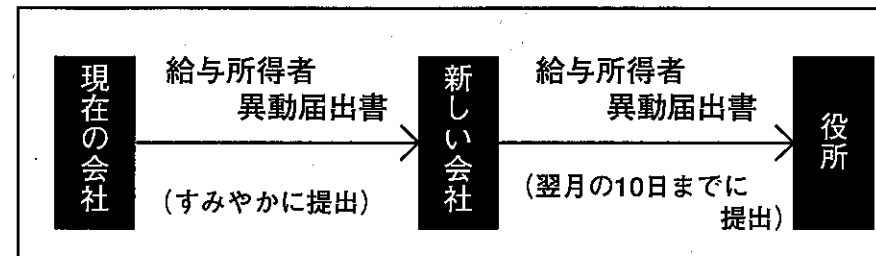 現在の会社
給与所得者
異動届出書
(すみやかに提出)
新しい会社
給与所得者
異動届出書
(翌月の10日までに
提出)
役所